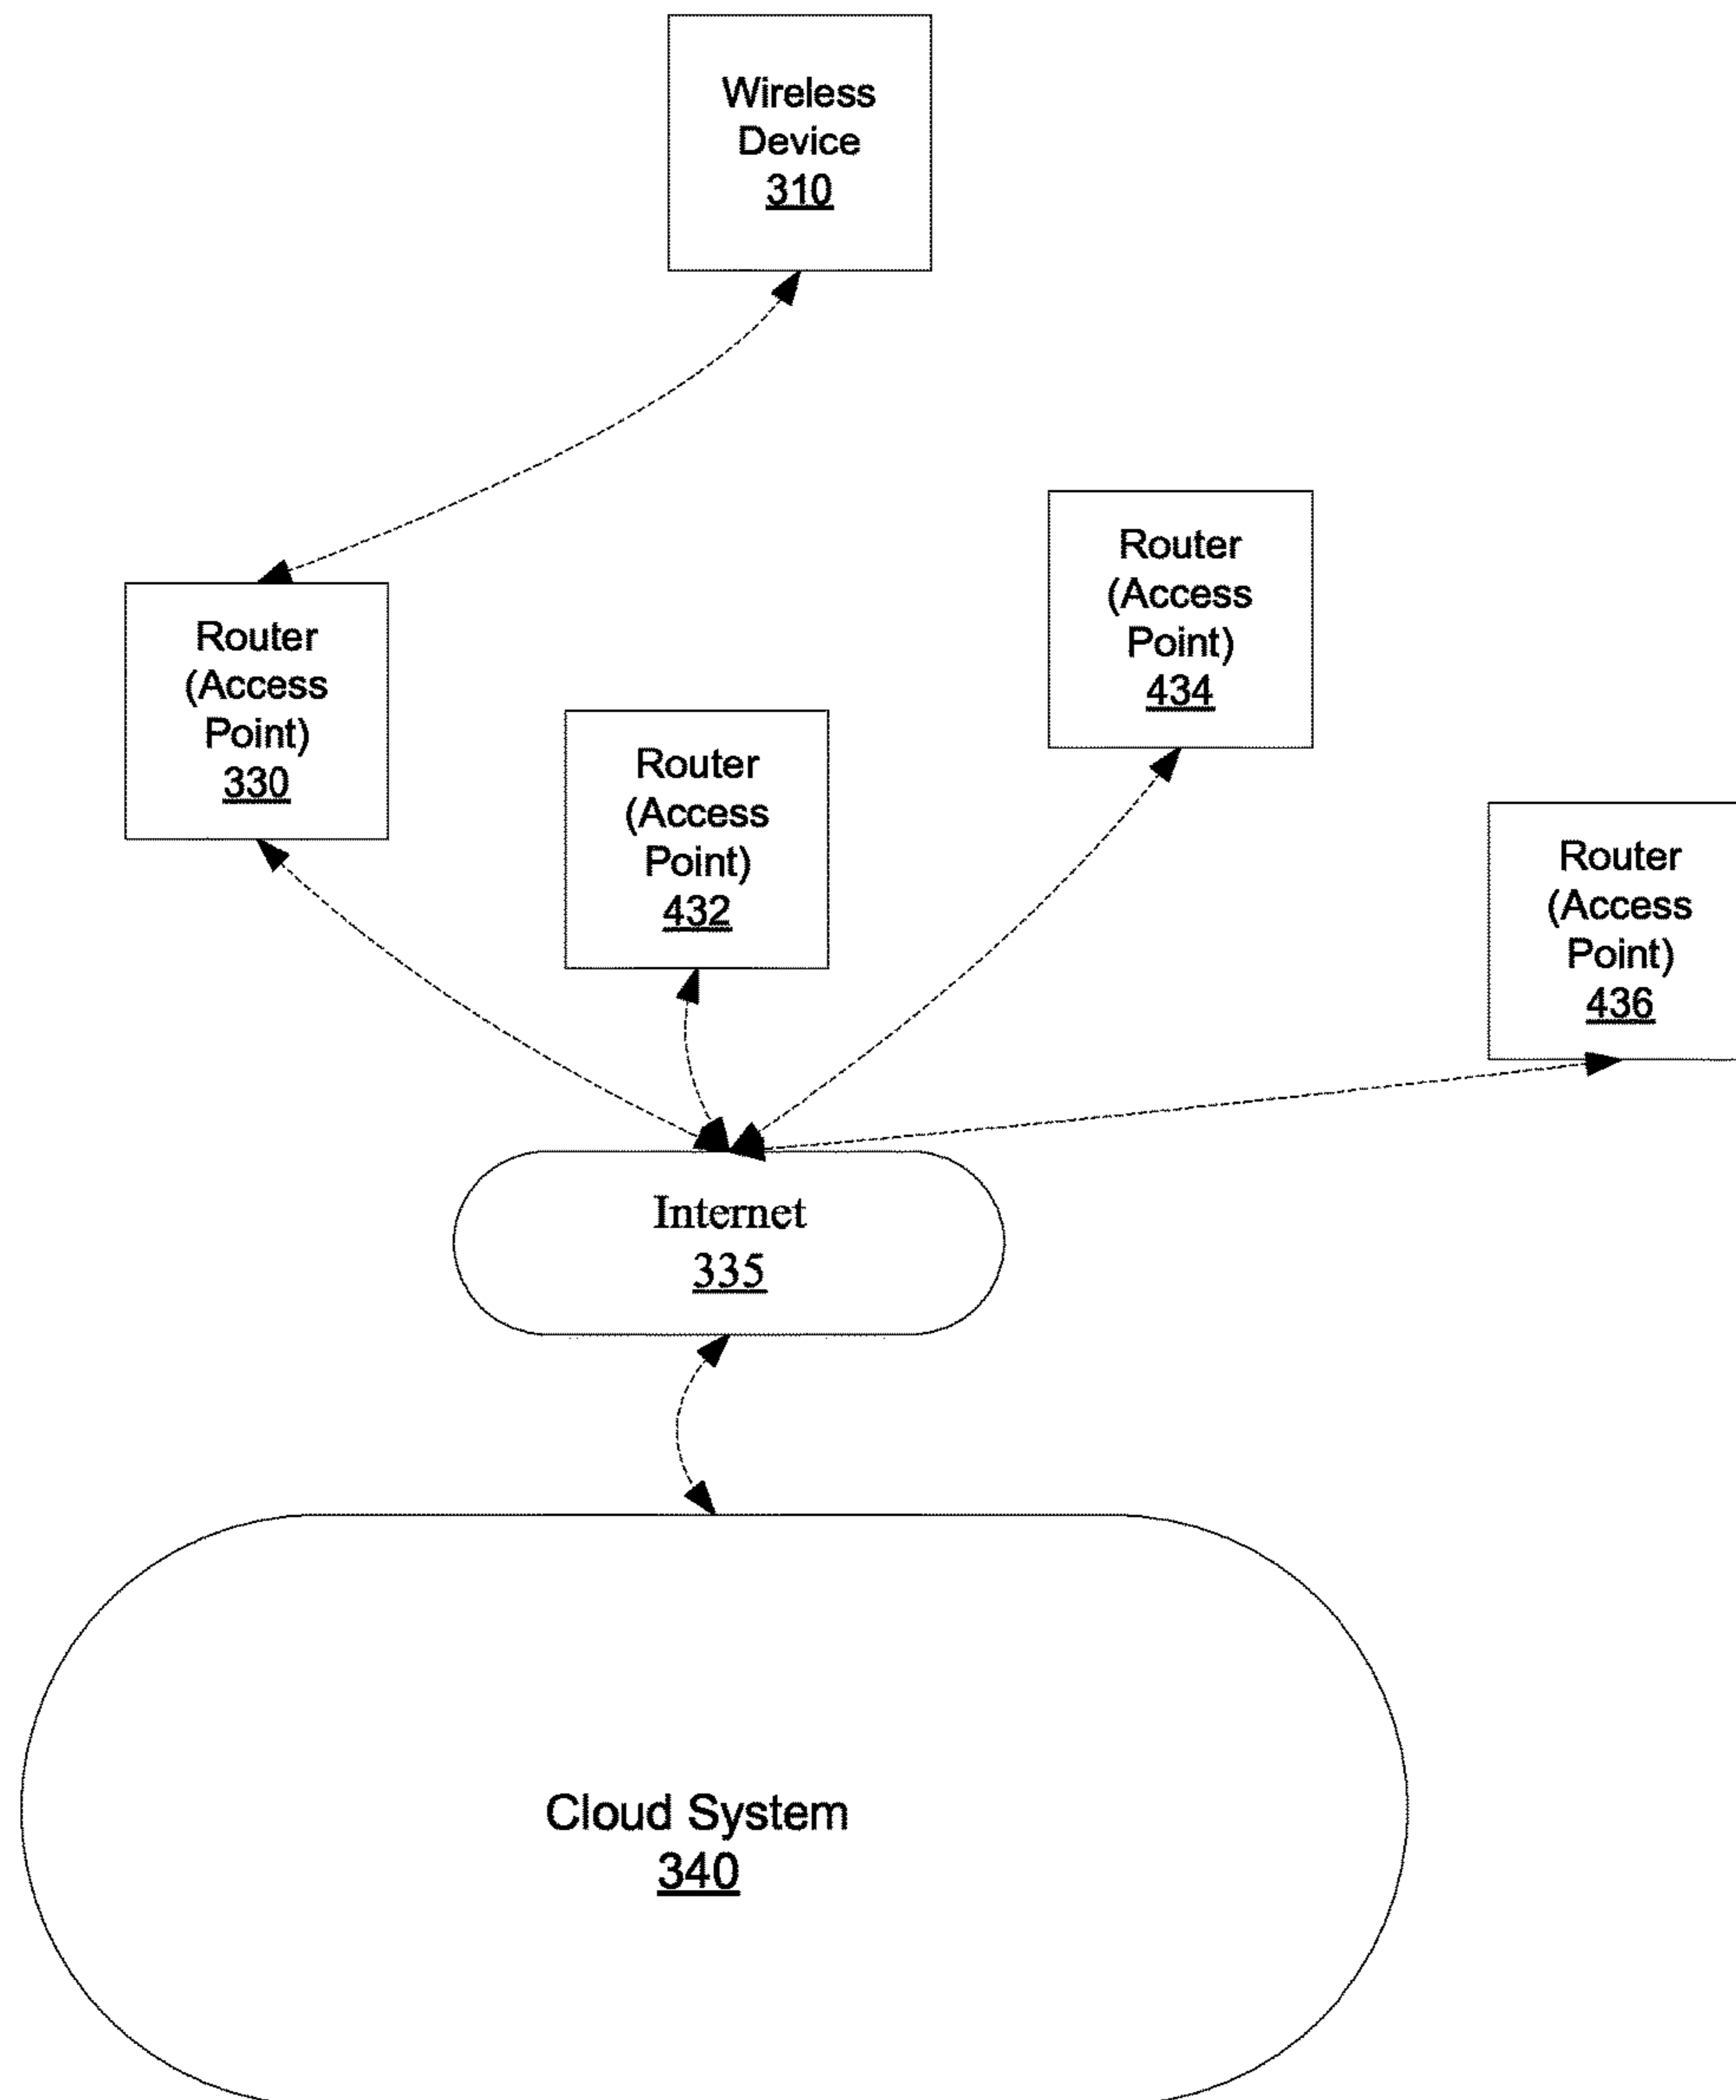 Wireless
Device
310
Router
(Access
Point)
434
Router
(Access
Point)
330
Router
(Access
Point)
432
Router
(Access
Point)
436
Internet
335
Cloud System
340